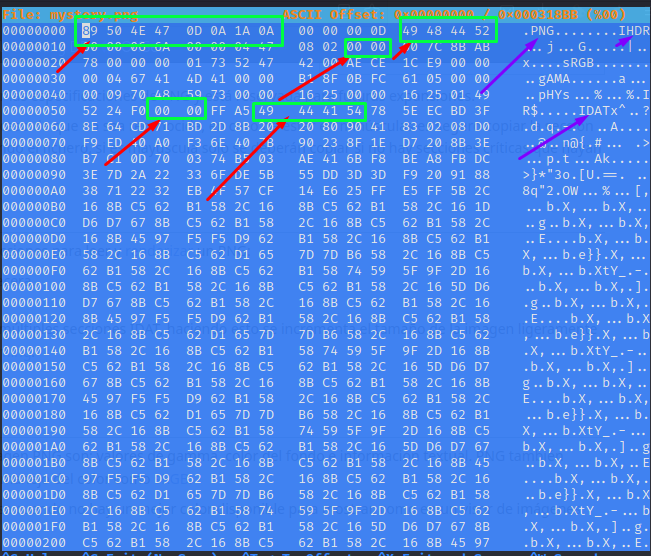 File: mystery.png ASCII Offset: 0x00000000 / 0x000318BB (%00)
00000000 89 50 4E 47 0D 0A 1A 0A 00 00 00 49 48 44 52 .PNG........IHDR
00000010 00 00 06 6A 00 00 04 47 08 02 00 00 7C 8B AB ...j...G.....|..
00000020 78 00 00 00 01 73 52 47 42 00 AE CE 1C E9 00 00 x....sRGB.......
00000030 00 04 67 41 4D 41 00 00 B1 8F 0B FC 61 05 00 00 ..gAMA......a...
00000040 00 09 70 48 59 73 00 00 16 25 00 00 16 25 01 49 ..pHYs...%...%.I
00000050 52 24 F0 FF A5 49 44 41 54 78 5E EC BD 3F R$......IDATx^..?
00000060 8E 64 CD 71 BD 2D 8B 20 20 80 90 41 83 02 08 D0 .d.q.-. ..A....
00000070 F9 ED 40 A0 F3 6E 40 7B 90 23 8F 1E D7 20 8B 3E ..@..n@{.#... .>
00000080 B7 C1 0D 70 03 74 B5 03 AE 41 6B F8 BE A8 FB DC ...p.t...Ak.....
00000090 3E 7D 2A 22 33 6F DE 5B 55 DD 3D 3D F9 20 91 88 >}*"3o.[U.==. ..
000000A0 38 71 22 32 EB AF 57 CF 14 E6 25 FF E5 FF 5B 2C 8q"2..W...%...[,
000000B0 16 8B C5 62 B1 58 2C 16 8B C5 62 B1 58 2C 16 1D ...b.X,...b.X,..
000000C0 D6 D7 67 8B C5 62 B1 58 2C 16 8B C5 62 B1 58 2C ..g..b.X,...b.X,
000000D0 16 8B 45 97 F5 F5 D9 62 B1 58 2C 16 8B C5 62 B1 ..E....b.X,...b.
000000E0 58 2C 16 8B C5 62 D1 65 7D 7D B6 58 2C 16 8B C5 X,...b.e}}.X,...
000000F0 62 B1 58 2C 16 8B C5 62 B1 58 74 59 5F 9F 2D 16 b.X,...b.XtY_.-.
00000100 8B C5 62 B1 58 2C 16 8B C5 62 B1 58 2C 16 5D D6 ..b.X,...b.X,.].
00000110 D7 67 8B C5 62 B1 58 2C 16 8B C5 62 B1 58 2C 16 .g..b.X,...b.X,.
00000120 8B 45 97 F5 F5 D9 62 B1 58 2C 16 8B C5 62 B1 58 .E....b.X,...b.X
00000130 2C 16 8B C5 62 D1 65 7D 7D B6 58 2C 16 8B C5 62 ,...b.e}}.X,...b
00000140 B1 58 2C 16 8B C5 62 B1 58 74 59 5F 9F 2D 16 8B .X,...b.XtY_.-..
00000150 C5 62 B1 58 2C 16 8B C5 62 B1 58 2C 16 5D D6 D7 .b.X,...b.X,.]..
00000160 67 8B C5 62 B1 58 2C 16 8B C5 62 B1 58 2C 16 8B g..b.X,...b.X,..
00000170 45 97 F5 F5 D9 62 B1 58 2C 16 8B C5 62 B1 58 2C E....b.X,...b.X,
00000180 16 8B C5 62 D1 65 7D 7D B6 58 2C 16 8B C5 62 B1 ...b.e}}.X,...b.
00000190 58 2C 16 8B C5 62 B1 58 74 59 5F 9F 2D 16 8B C5 X,...b.XtY_.-...
000001A0 62 B1 58 2C 16 8B C5 62 B1 58 2C 16 5D D6 D7 67 b.X,...b.X,.]..g
000001B0 8B C5 62 B1 58 2C 16 8B C5 62 B1 58 2C 16 8B 45 ..b.X,...b.X,..E
000001C0 97 F5 F5 D9 62 B1 58 2C 16 8B C5 62 B1 58 2C 16 ....b.X,...b.X,.
000001D0 8B C5 62 D1 65 7D 7D B6 58 2C 16 8B C5 62 B1 58 ..b.e}}.X,...b.X
000001E0 2C 16 8B C5 62 B1 58 74 59 5F 9F 2D 16 8B C5 62 ,...b.XtY_.-...b
000001F0 B1 58 2C 16 8B C5 62 B1 58 2C 16 5D D6 D7 67 8B .X,...b.X,.]..g.
00000200 C5 62 B1 58 2C 16 8B C5 62 B1 58 2C 16 8B 45 97 .b.X,...b.X,..E.